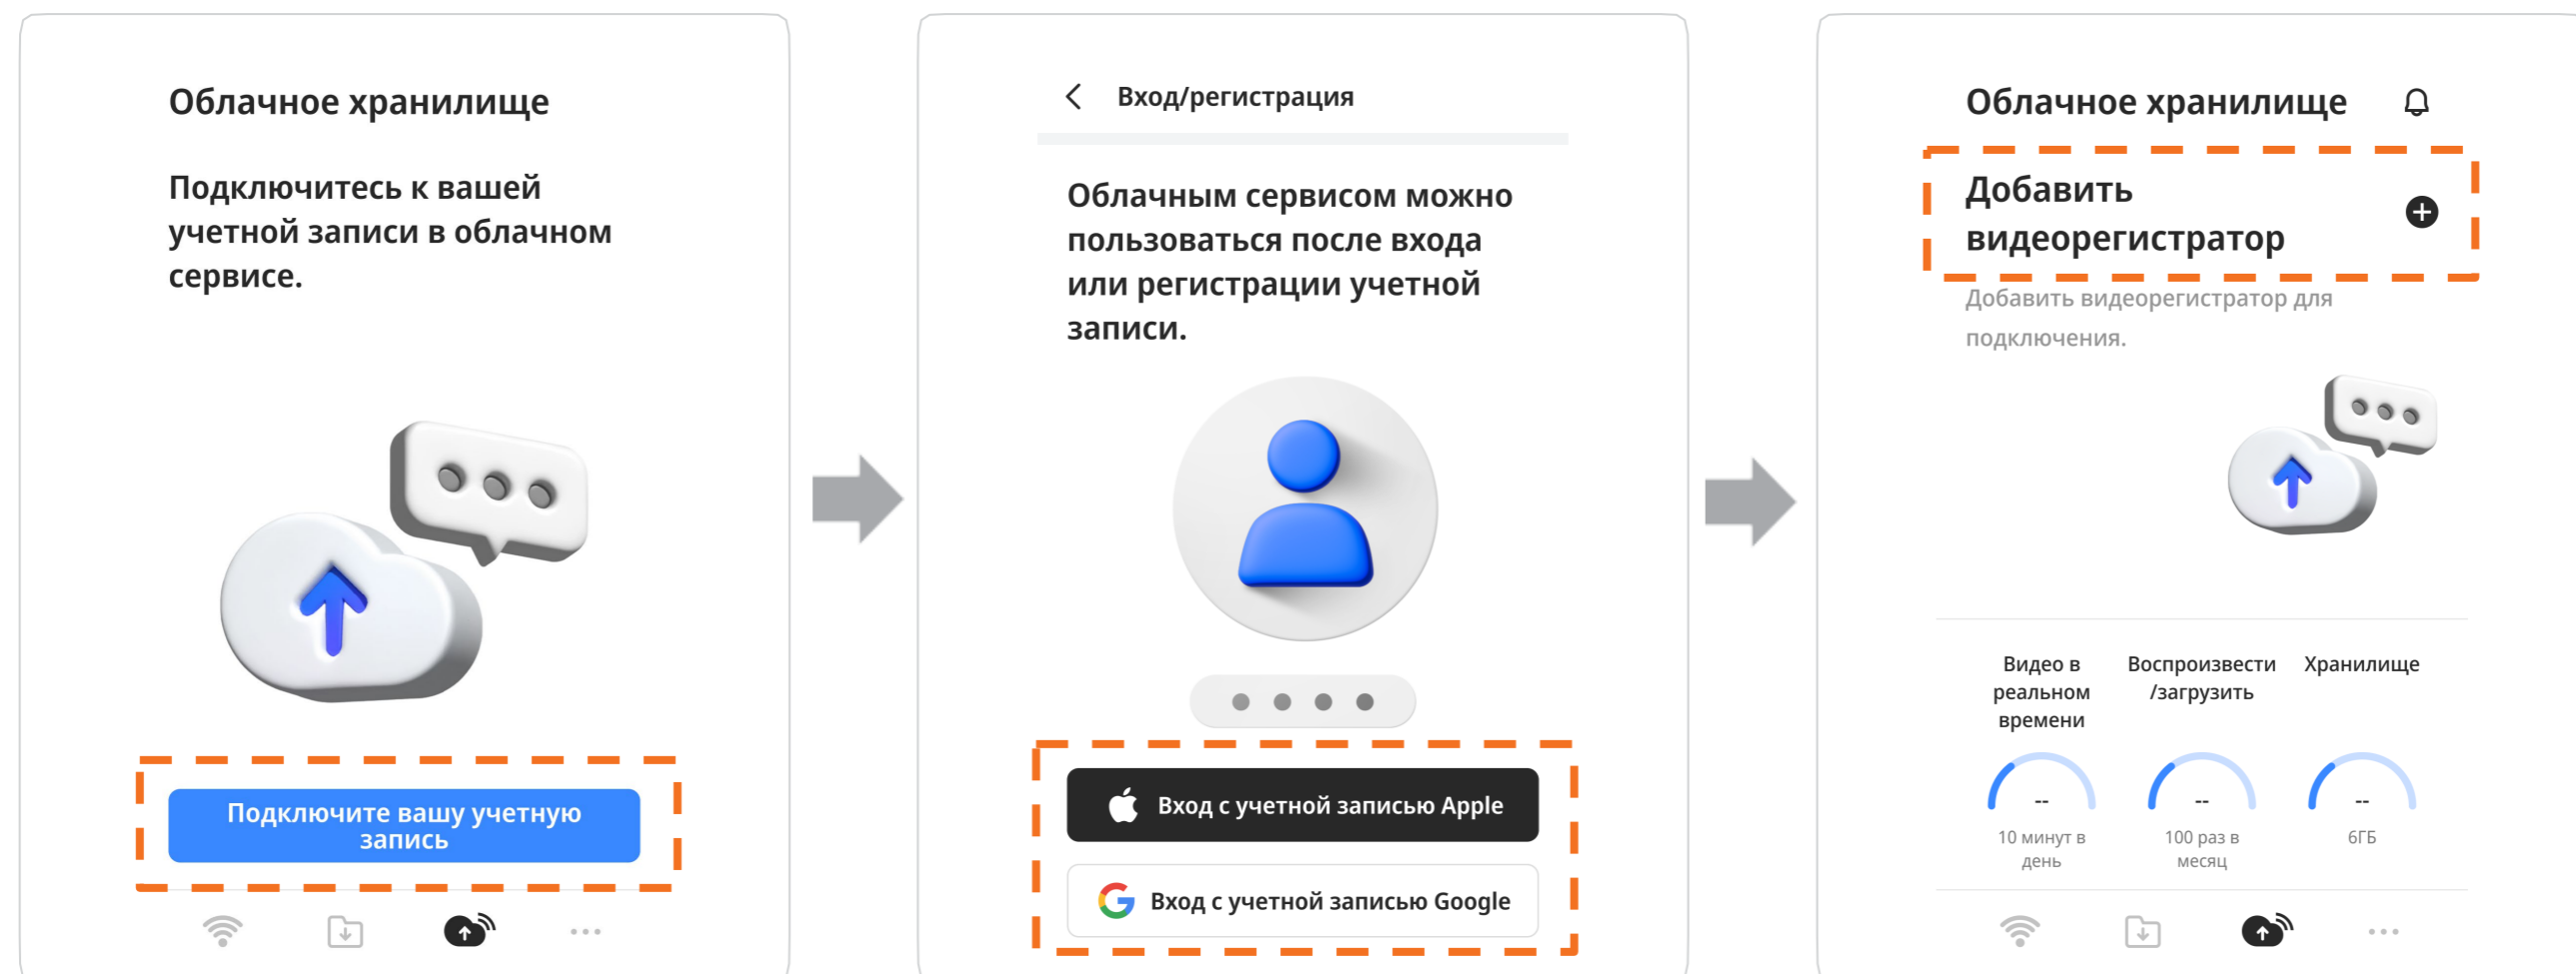 Облачное хранилище
Подключитесь к вашей
учетной записи в облачном
сервисе.
Подключите вашу учетную
запись
Вход/регистрация
Облачным сервисом можно
пользоваться после входа
или регистрации учетной
записи.
Вход с учетной записью Apple
Вход с учетной записью Google
Облачное хранилище
Добавить
видеорегистратор
Добавить видеорегистратор для
подключения.
Видео в
реальном
времени
--
10 минут в
день
Воспроизвести
/загрузить
--
100 раз в
месяц
Хранилище
--
6ГБ